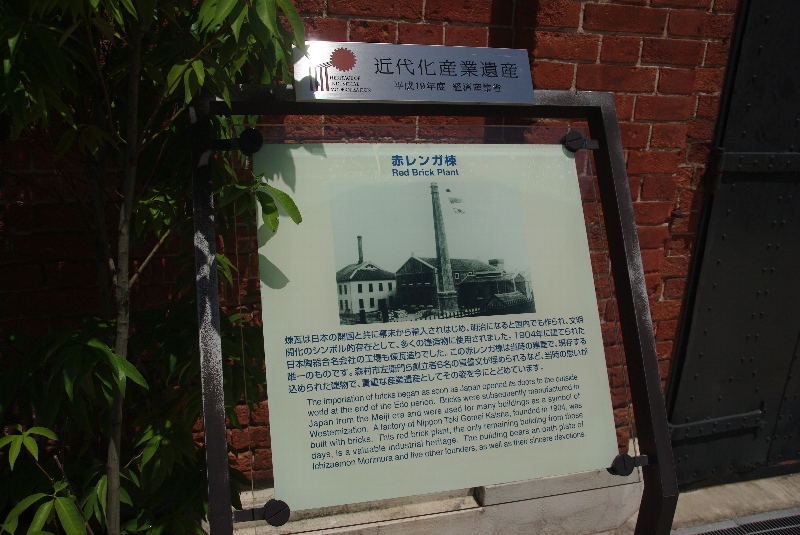 HERITAGE OF
INDUSTRIAL
MODERNIZATION
近代化産業遺産
平成19年度 経済産業省
赤レンガ棟
Red Brick Plant
煉瓦は日本の開国と共に幕末から輸入されはじめ、明治になると国内でも作られ、文明
開化のシンボル的存在として、多くの建造物に使用されました。1904年に建てられた
日本陶器合名会社の工場も煉瓦造りでした。この赤レンガ棟は当時の建物で、現存する
唯一のものです。森村市左衛門ら創立者6名の誓文が埋められるなど、当時の思いが
込められた建物で、貴重な産業遺産としてその姿を今にとどめています。
The importation of bricks began as soon as Japan opened its doors to the outside
world at the end of the Edo period. Bricks were subsequently manufactured in
Japan from the Meiji era and were used for many buildings as a symbol of
Westernization. A factory of Nippon Toki Gomei Kaisha, founded in 1904, was
built with bricks. This red brick plant, the only remaining building from those
days, is a valuable industrial heritage. The building bears an oath plate of
Ichizaemon Morimura and five other founders, as well as their sincere devotions.